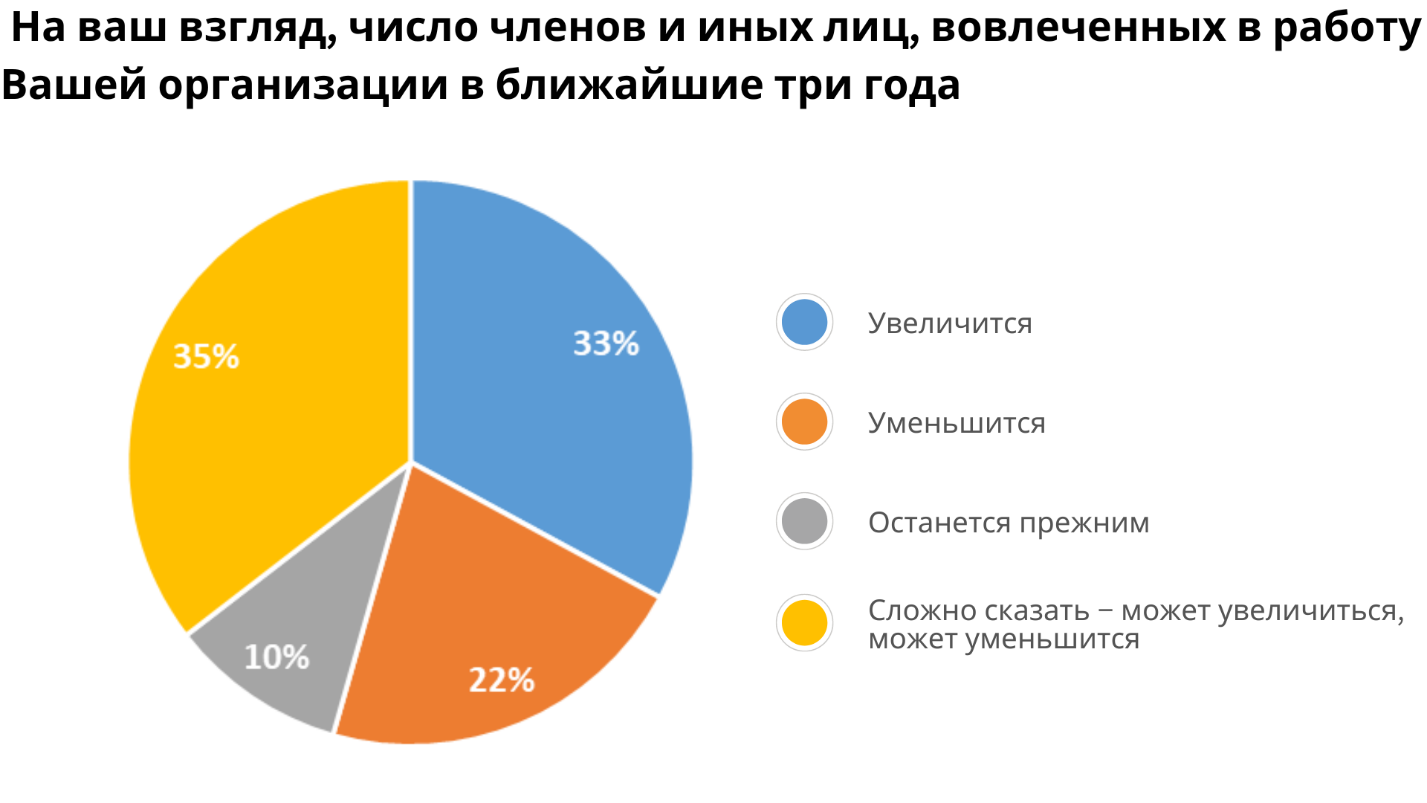 На ваш взгляд, число членов и иных лиц, вовлеченных в работу
Вашей организации в ближайшие три года
35%
33%
10%
22%
Увеличится
Уменьшится
Останется прежним
Сложно сказать – может увеличиться,
может уменьшится